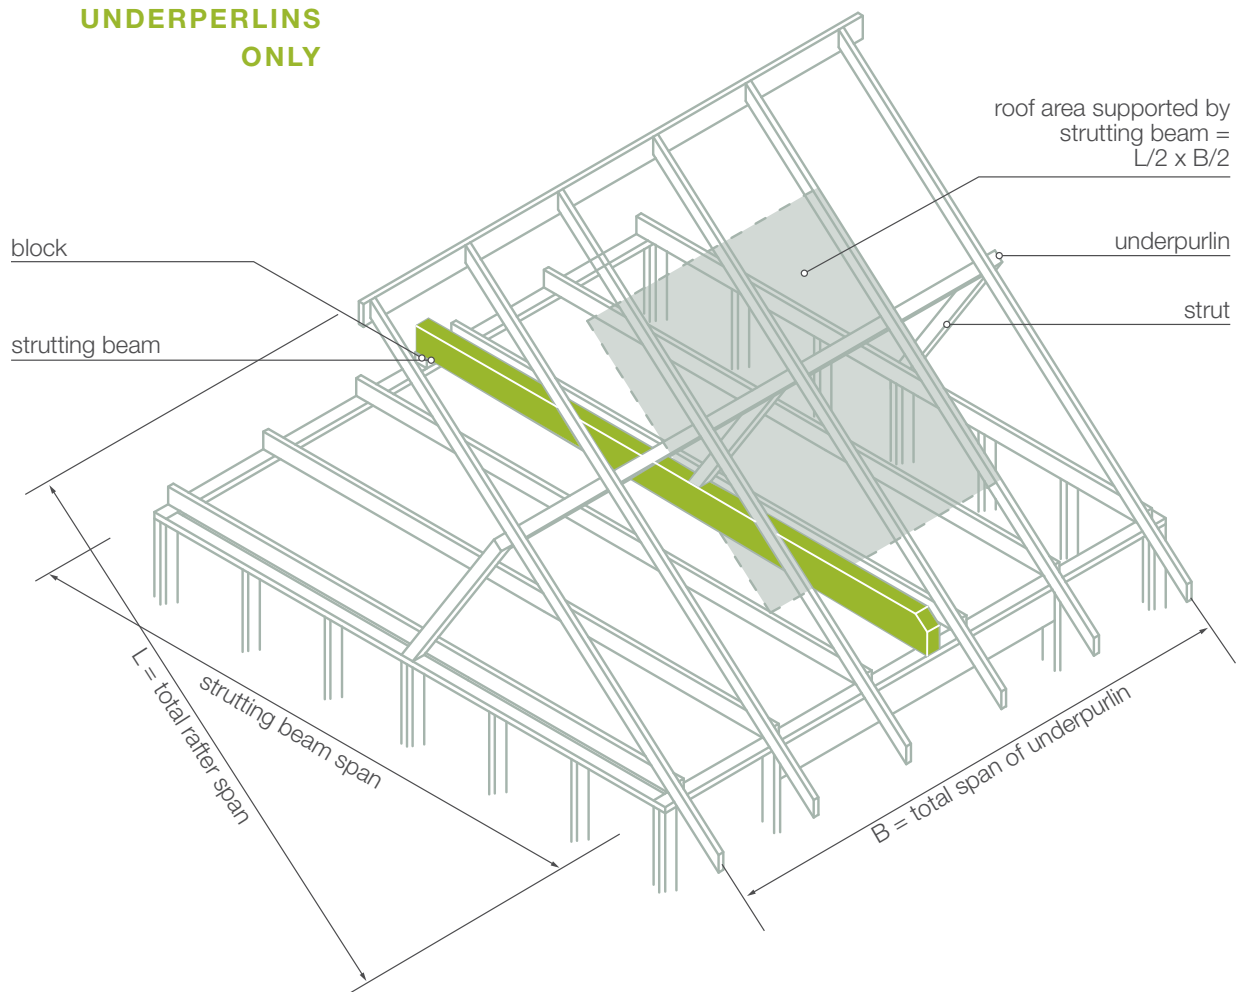 UNDERPERLINS
ONLY
roof area supported by
strutting beam =
L/2 x B/2
block
underpurlin
strut
strutting beam
L = total rafter span
strutting beam span
B = total span of underpurlin